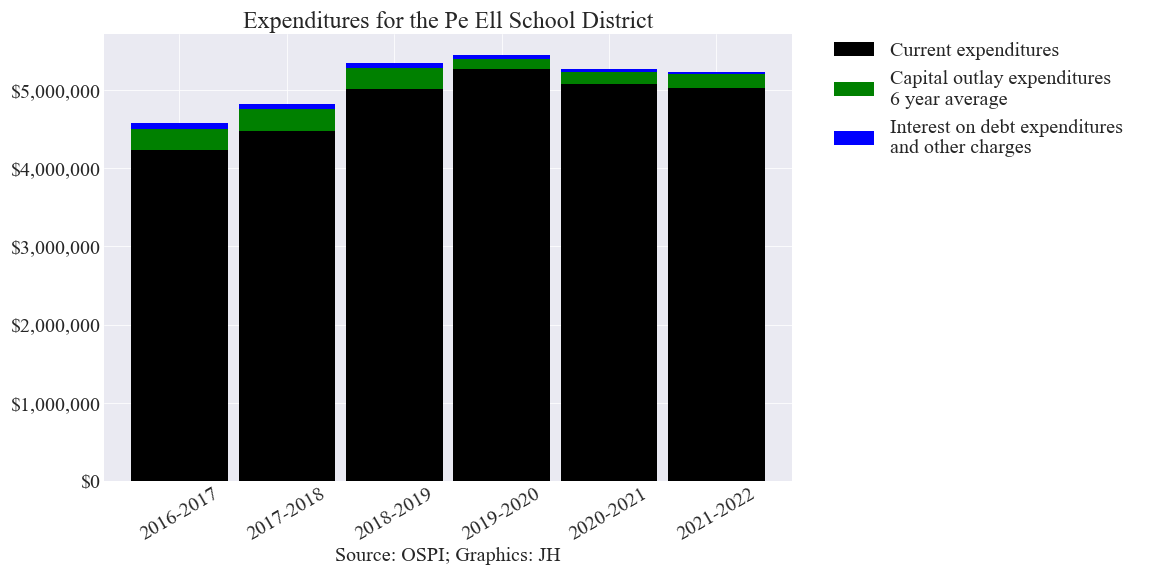 Expenditures for the Pe Ell School District
Current expenditures
Capital outlay expenditures
6 year average
Interest on debt expenditures
and other charges
$5,000,000
$4,000,000
$3,000,000
$2,000,000
$1,000,000
$0
2016-2017
2017-2018
2018-2019
2019-2020
2020-2021
2021-2022
Source: OSPI; Graphics: JH